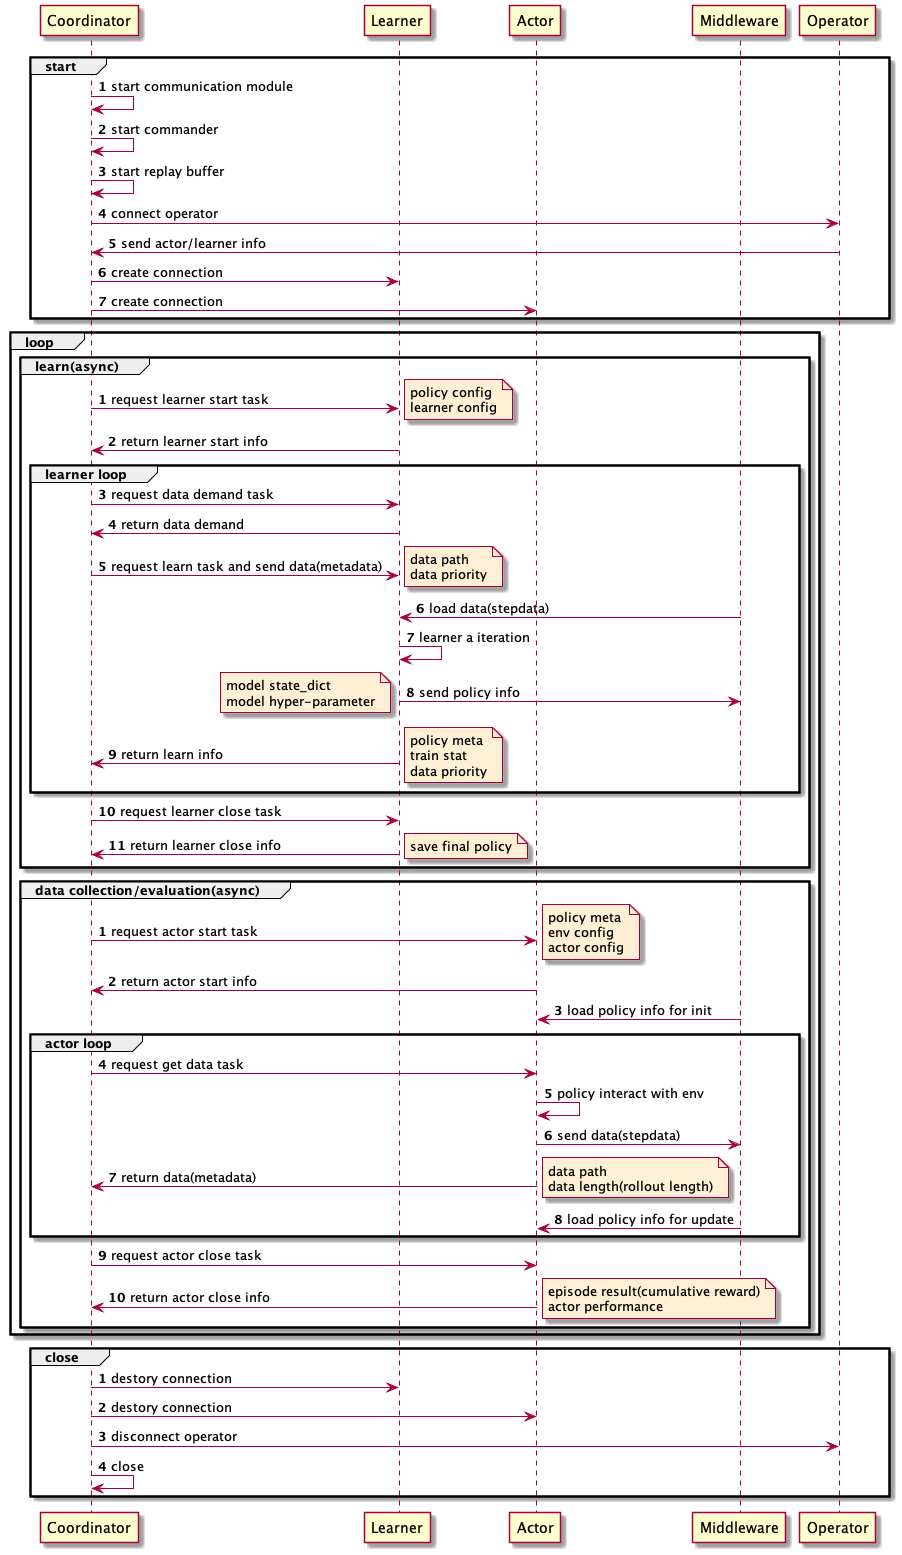 Coordinator Learner Actor Middleware Operator
start
1 start communication module
2 start commander
3 start replay buffer
4 connect operator
5 send actor/learner info
6 create connection
7 create connection
loop
learn(async)
1 request learner start task
policy config
learner config
2 return learner start info
learner loop
3 request data demand task
4 return data demand
5 request learn task and send data(metadata)
data path
data priority
6 load data(stepdata)
7 learner a iteration
model state_dict
model hyper-parameter
8 send policy info
9 return learn info
policy meta
train stat
data priority
10 request learner close task
11 return learner close info
save final policy
data collection/evaluation(async)
1 request actor start task
policy meta
env config
actor config
2 return actor start info
3 load policy info for init
actor loop
4 request get data task
5 policy interact with env
6 send data(stepdata)
7 return data(metadata)
data path
data length(rollout length)
8 load policy info for update
9 request actor close task
10 return actor close info
episode result(cumulative reward)
actor performance
close
1 destory connection
2 destory connection
3 disconnect operator
4 close
Coordinator Learner Actor Middleware Operator